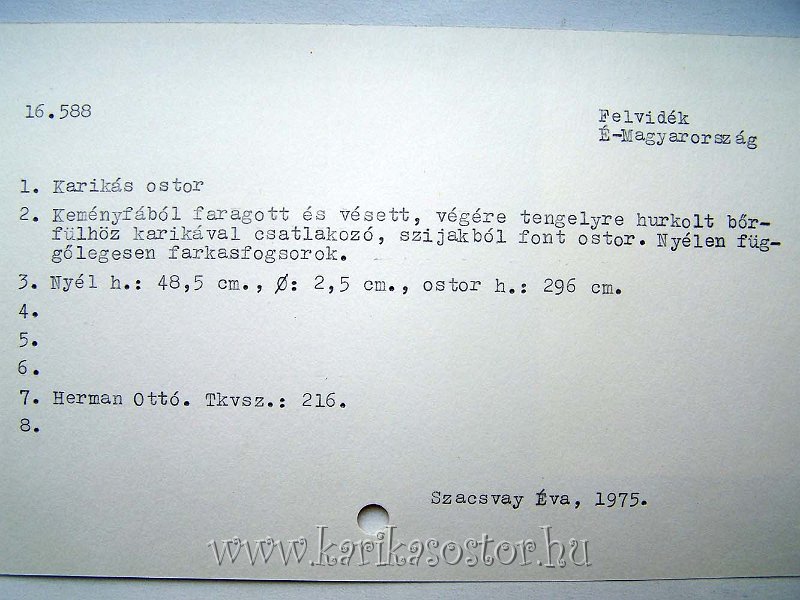 16.588
Felvidék
É-Magyarország
1. Karikás ostor
2. Keményfából faragott és vésett, végére tengelyre hurkolt bőr-
fülhöz karikával csatlakozó, szijakból font ostor. Nyélen füg-
gőlegesen farkasfogsorok.
3. Nyél h.: 48,5 cm., Ø: 2,5 cm., ostor h.: 296 cm.
4.
5.
6.
7. Herman Ottó. Tkvsz.: 216.
8.
Szacsvay Éva, 1975.
www.karikasostor.hu